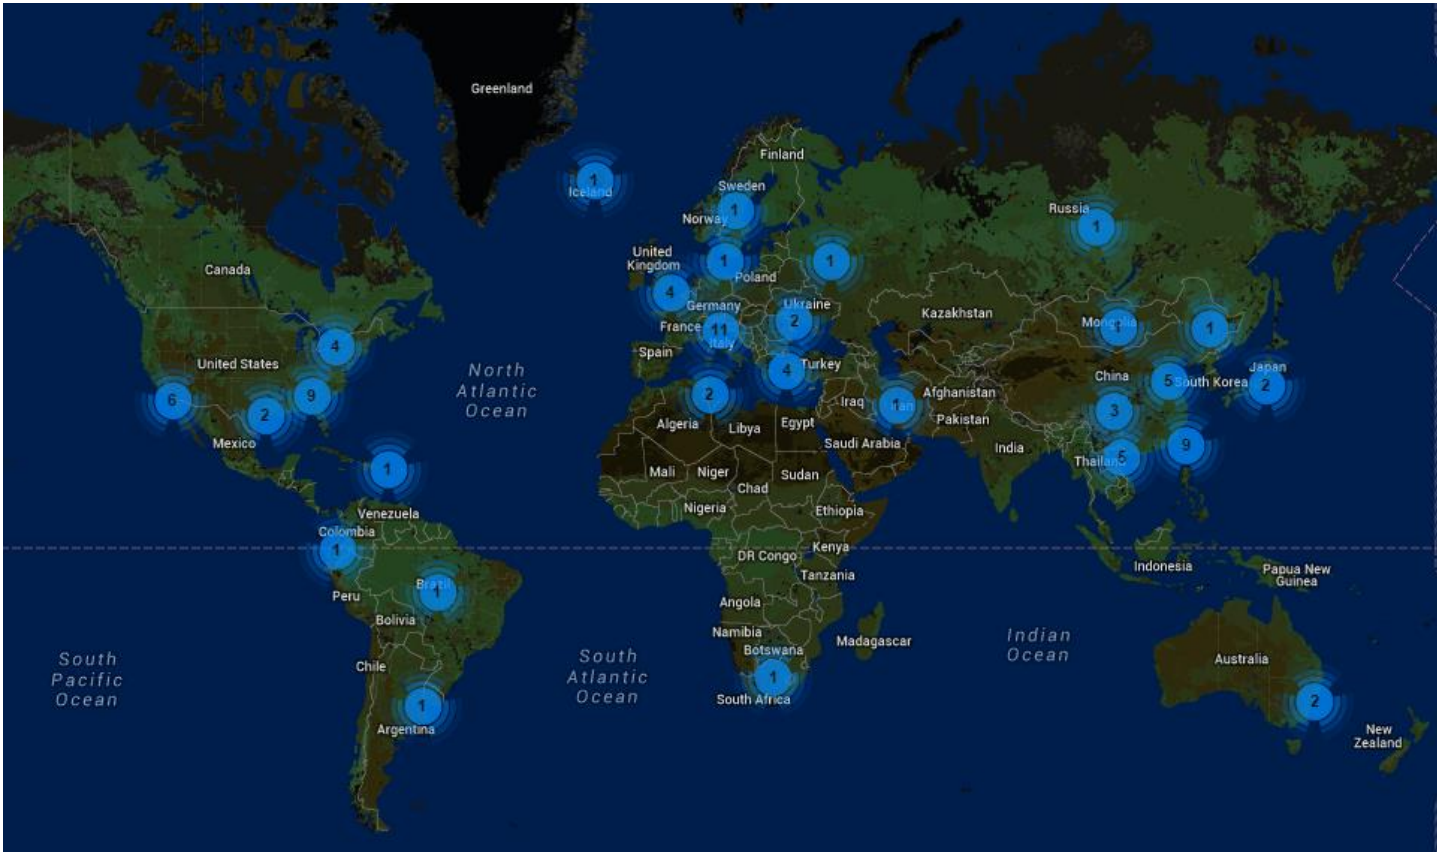 Greenland
Finland
1
Iceland
Sweden
1
Norway
Russia
1
United
Kingdom
1
1
Canada
Poland
4
Germany
Ukraine
2
Kazakhstan
France
11
Italy
Mongolia
1
4
Spain
United States
4
Turkey
China
5
South Korea
Japan
2
North
Atlantic
Ocean
6
2
9
2
Iraq
1
Iran
Afghanistan
Pakistan
3
Mexico
Algeria
Libya
Egypt
Saudi Arabia
India
9
Thailand
5
1
Mali
Niger
Sudan
Chad
Venezuela
Nigeria
Ethiopia
Colombia
1
DR Congo
Kenya
Tanzania
Indonesia
Papua New
Guinea
Brazil
1
Peru
Angola
Bolivia
Namibia
Madagascar
Botswana
Indian
Ocean
South
Pacific
Ocean
Chile
South
Atlantic
Ocean
1
South Africa
Australia
2
1
Argentina
New
Zealand